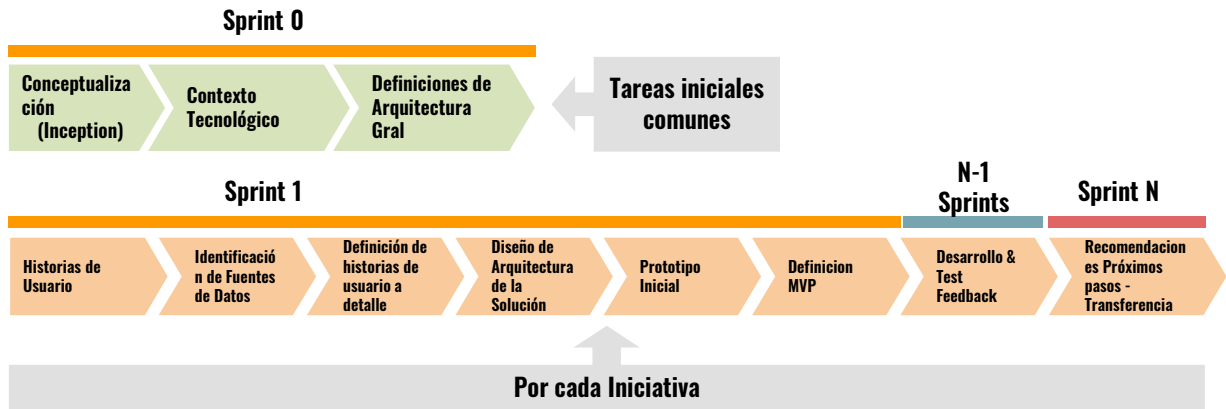 Sprint 0
Conceptualiza
ción
(Inception)
Contexto
Tecnológico
Definiciones de
Arquitectura
Gral
Tareas iniciales
comunes
Sprint 1
N-1
Sprints
Sprint N
Historias de
Usuario
Identificació
n de Fuentes
de Datos
Definición de
historias de
usuario a
detalle
Diseño de
Arquitectura
de la
Solución
Prototipo
Inicial
Definicion
MVP
Desarrollo &
Test
Feedback
Recomendacion
es Próximos
pasos -
Transferencia
Por cada Iniciativa